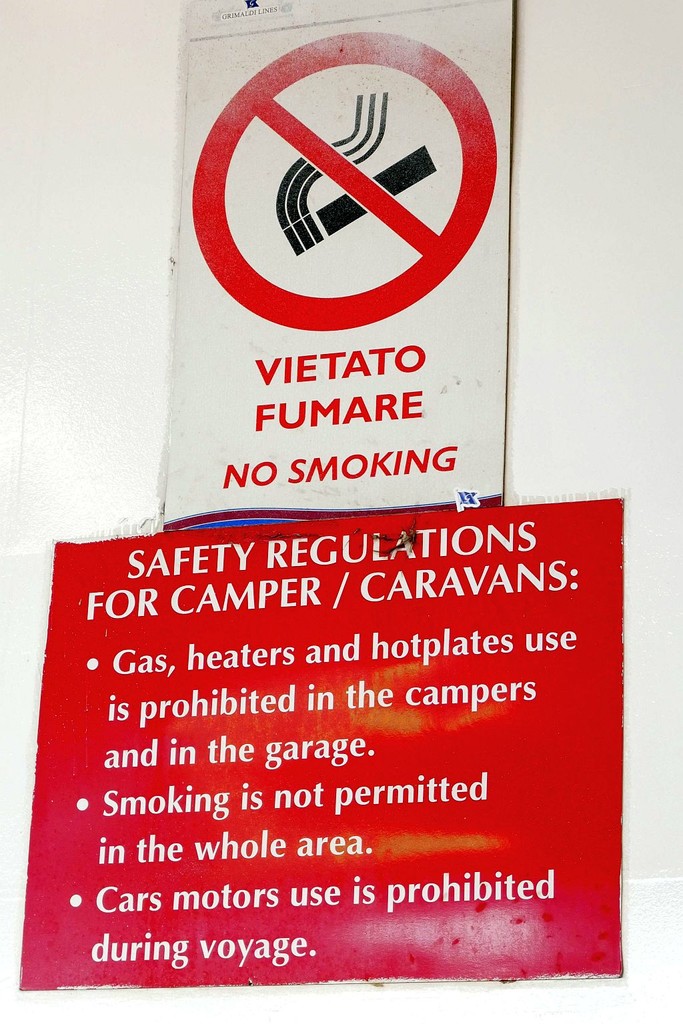 GRIMALDI LINES
VIETATO
FUMARE
NO SMOKING
SAFETY REGULATIONS
FOR CAMPER / CARAVANS:
• Gas, heaters and hotplates use
is prohibited in the campers
and in the garage.
• Smoking is not permitted
in the whole area.
• Cars motors use is prohibited
during voyage.